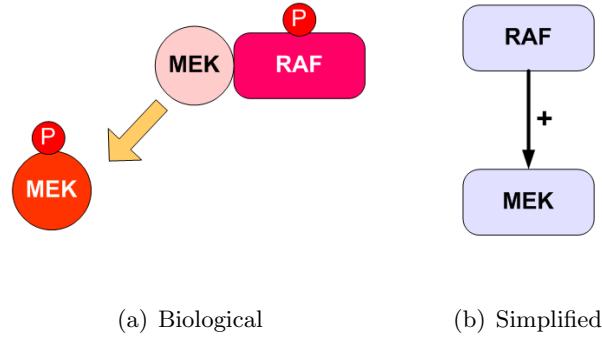 P
MEK RAF
P
MEK
RAF
+
MEK
(a) Biological
(b) Simplified